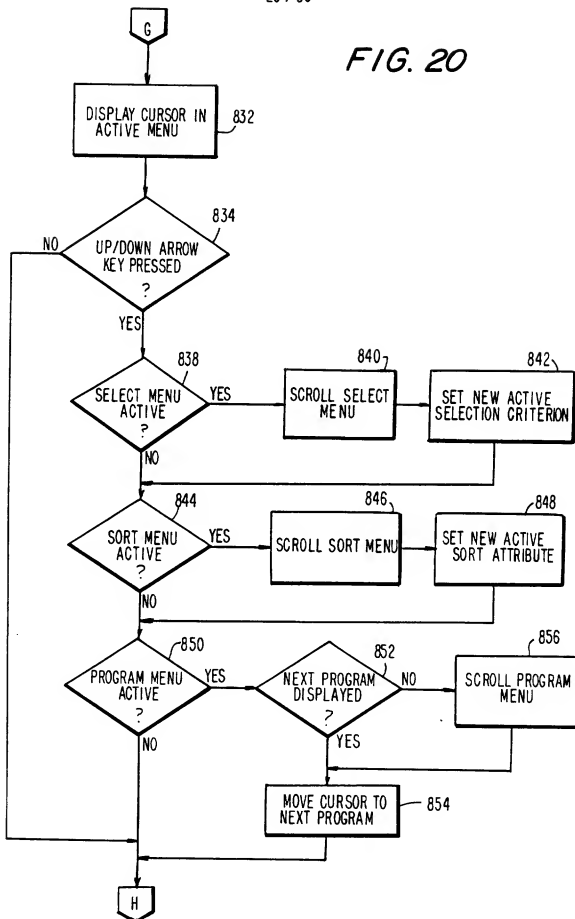 G
FIG. 20
DISPLAY CURSOR IN
ACTIVE MENU
832
834
NO
UP/DOWN ARROW
KEY PRESSED
?
YES
838
SELECT MENU
ACTIVE
?
YES
NO
840
SCROLL SELECT
MENU
842
SET NEW ACTIVE
SELECTION CRITERION
844
SORT MENU
ACTIVE
?
YES
NO
846
SCROLL SORT MENU
848
SET NEW ACTIVE
SORT ATTRIBUTE
850
PROGRAM MENU
ACTIVE
?
YES
NO
852
NEXT PROGRAM
DISPLAYED
?
NO
YES
856
SCROLL PROGRAM
MENU
MOVE CURSOR TO
NEXT PROGRAM
854
H